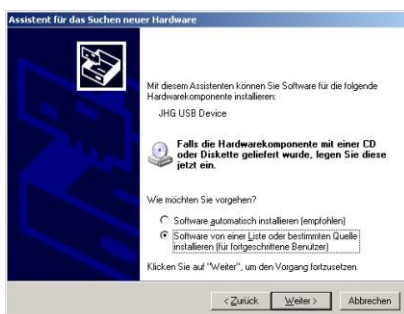 Assistent für das Suchen neuer Hardware
Mit diesem Assistenten können Sie Software für die folgende
Hardwarekomponente installieren:
JHG USB Device
Falls die Hardwarekomponente mit einer CD
oder Diskette geliefert wurde, legen Sie diese
jetzt ein.
Wie möchten Sie vorgehen?
Software automatisch installieren (empfohlen)
Software von einer Liste oder bestimmten Quelle
installieren (für fortgeschrittene Benutzer)
Klicken Sie auf "Weiter", um den Vorgang fortzusetzen.
< Zurück Weiter > Abbrechen